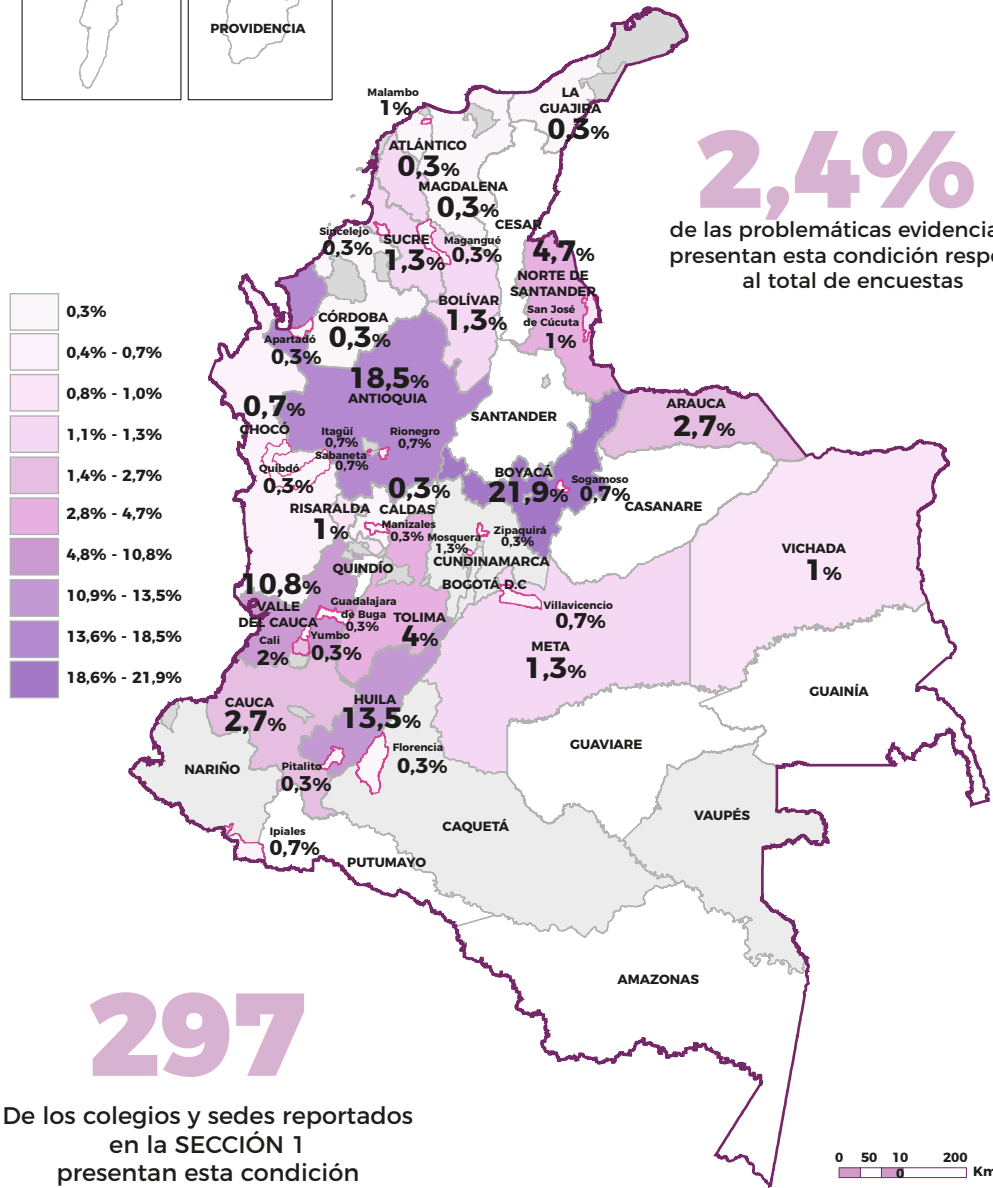 PROVIDENCIA
Malambo
1%
LA
GUAJIRA
0,3%
ATLÁNTICO
0,3%
MAGDALENA
0,3%
CESAR
2,4%
de las problemáticas
presentan esta condición
al total de encuestas
Sincelejo
0,3%
SUCRE
1,3%
Magangué
0,3%
4,7%
NORTE DE
SANTANDER
San José
de Cúcuta
1%
BOLÍVAR
1,3%
CÓRDOBA
0,3%
Apartadó
0,3%
0,3%
0,4% - 0,7%
0,8% - 1,0%
1,1% - 1,3%
1,4% - 2,7%
2,8% - 4,7%
4,8% - 10,8%
10,9% - 13,5%
13,6% - 18,5%
18,6% - 21,9%
18,5%
ANTIOQUIA
0,7%
CHOCÓ
SANTANDER
ARAUCA
2,7%
Itagüí
0,7%
Rionegro
0,7%
Sabaneta
0,7%
Quibdó
0,3%
BOYACÁ
21,9%
Sogamoso
0,7%
CASANARE
0,3%
CALDAS
RISARALDA
1%
Manizales
0,3%
Mosquera
1,3%
Zipaquirá
0,3%
CUNDINAMARCA
BOGOTÁ D.C
QUINDÍO
VICHADA
1%
10,8%
VALLE
DEL CAUCA
Guadalajara
de Buga
0,3%
Cali
2%
Yumbo
0,3%
TOLIMA
4%
Villavicencio
0,7%
META
1,3%
GUAINÍA
CAUCA
2,7%
HUILA
13,5%
GUAVIARE
Florencia
0,3%
NARIÑO
Pitalito
0,3%
VAUPÉS
CAQUETÁ
Ipiales
0,7%
PUTUMAYO
AMAZONAS
297
De los colegios y sedes reportados
en la SECCIÓN 1
presentan esta condición
0 50 10 200
0 Km